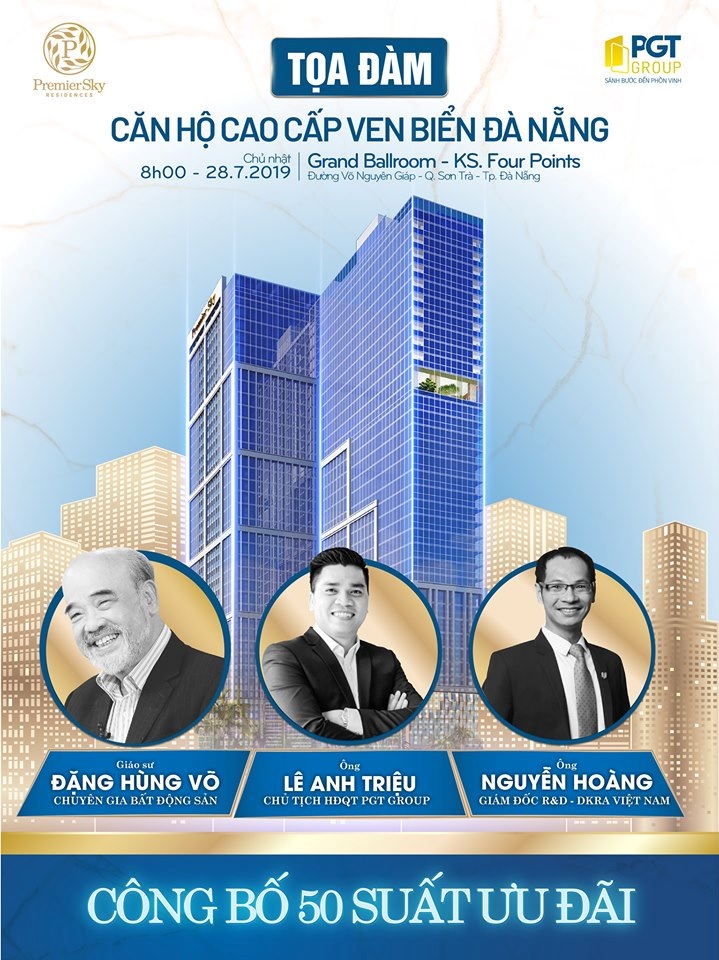 PremierSky
RESIDENCES
PGT
GROUP
SÁNH BƯỚC ĐẾN PHỒN VINH
TỌA ĐÀM
CĂN HỘ CAO CẤP VEN BIỂN ĐÀ NẴNG
Chủ nhật
8h00 - 28.7.2019
Grand Ballroom - KS. Four Points
Đường Võ Nguyên Giáp - Q. Sơn Trà - Tp. Đà Nẵng
Giáo sư
ĐẶNG HÙNG VÕ
CHUYÊN GIA BẤT ĐỘNG SẢN
Ông
LÊ ANH TRIỆU
CHỦ TỊCH HĐQT PGT GROUP
Ông
NGUYỄN HOÀNG
GIÁM ĐỐC R&D - DKRA VIỆT NAM
CÔNG BỐ 50 SUẤT ƯU ĐÃI